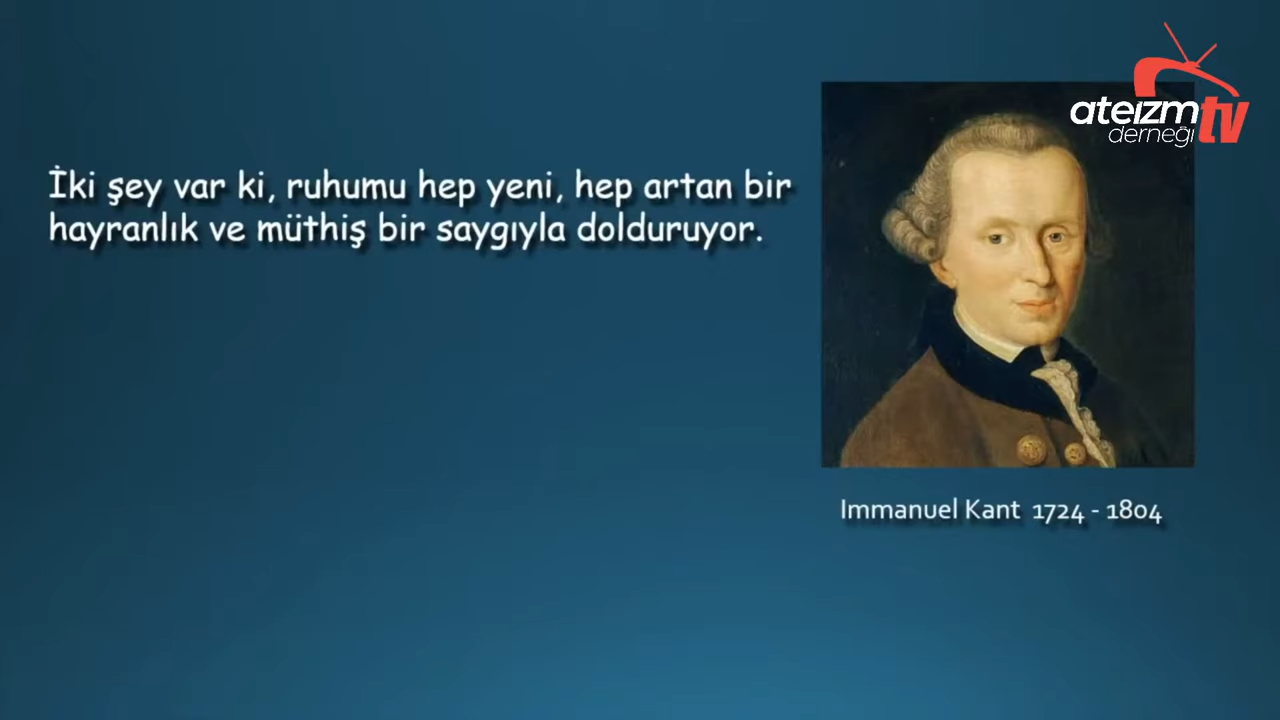 ateizm tv
derneği
İki şey var ki, ruhumu hep yeni, hep artan bir
hayranlık ve müthiş bir saygıyla dolduruyor.
Immanuel Kant 1724 - 1804